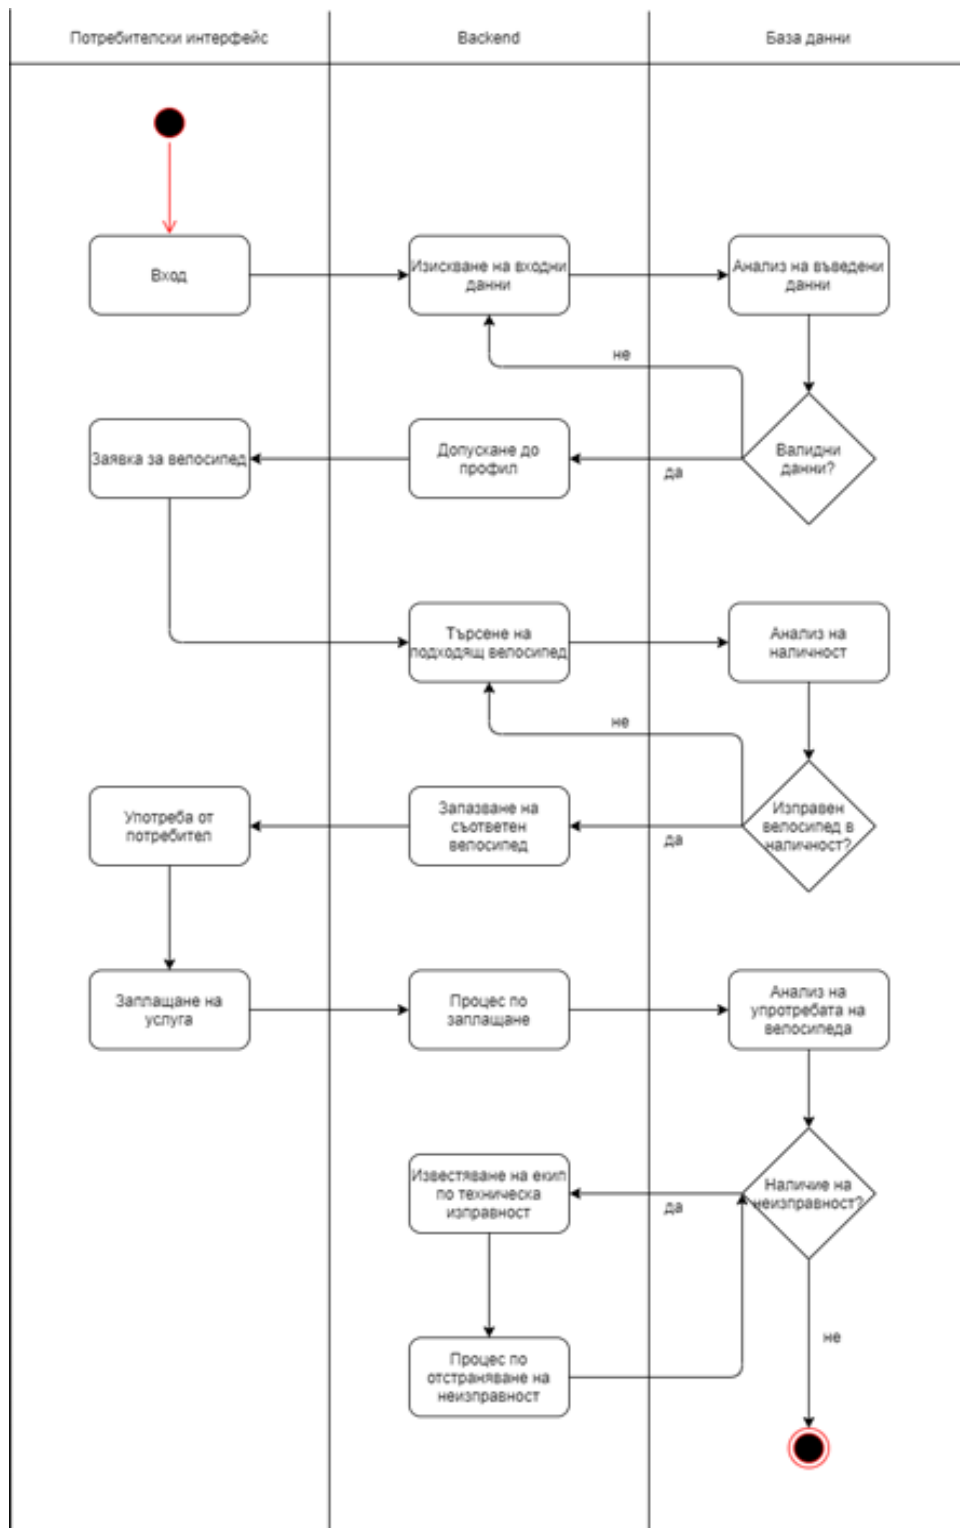 Потребителски интерфейс
Backend
База данни
Вход
Изискване на входни
данни
Анализ на въведени
данни
не
Заявка за велосипед
Допускане до
профил
да
Валидни
данни?
Търсене на
подходящ велосипед
Анализ на
наличност
не
Употреба от
потребител
Запазване на
съответен
велосипед
да
Изправен
велосипед в
наличност?
Заплащане на
услуга
Процес по
заплащане
Анализ на
упротребата на
велосипеда
Известяване на екип
по техническа
изправност
да
Наличие на
неизправност?
не
Процес по
отстраняване на
неизправност